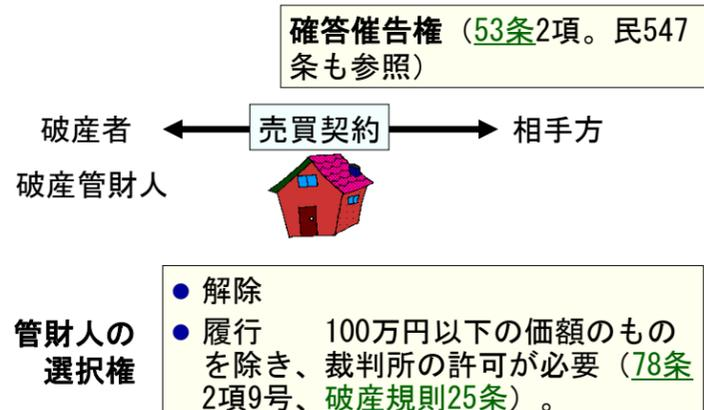 確答催告権（53条2項。民547
条も参照）
破産者
売買契約
相手方
破産管財人
管財人の
選択権
● 解除
● 履行　　100万円以下の価額のもの
を除き、裁判所の許可が必要（78条
2項9号、破産規則25条）。